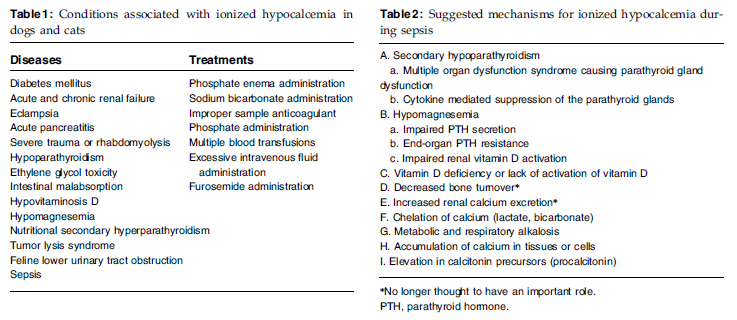 Table 1: Conditions associated with ionized hypocalcemia in
dogs and cats
Diseases
Treatments
Diabetes mellitus
Phosphate enema administration
Acute and chronic renal failure
Sodium bicarbonate administration
Eclampsia
Improper sample anticoagulant
Acute pancreatitis
Phosphate administration
Severe trauma or rhabdomyolysis
Multiple blood transfusions
Hypoparathyroidism
Excessive intravenous fluid
Ethylene glycol toxicity
administration
Intestinal malabsorption
Furosemide administration
Hypovitaminosis D
Hypomagnesemia
Nutritional secondary hyperparathyroidism
Tumor lysis syndrome
Feline lower urinary tract obstruction
Sepsis
Table 2: Suggested mechanisms for ionized hypocalcemia dur-
ing sepsis
A. Secondary hypoparathyroidism
a. Multiple organ dysfunction syndrome causing parathyroid gland
dysfunction
b. Cytokine mediated suppression of the parathyroid glands
B. Hypomagnesemia
a. Impaired PTH secretion
b. End-organ PTH resistance
c. Impaired renal vitamin D activation
C. Vitamin D deficiency or lack of activation of vitamin D
D. Decreased bone turnover*
E. Increased renal calcium excretion*
F. Chelation of calcium (lactate, bicarbonate)
G. Metabolic and respiratory alkalosis
H. Accumulation of calcium in tissues or cells
I. Elevation in calcitonin precursors (procalcitonin)
*No longer thought to have an important role.
PTH, parathyroid hormone.